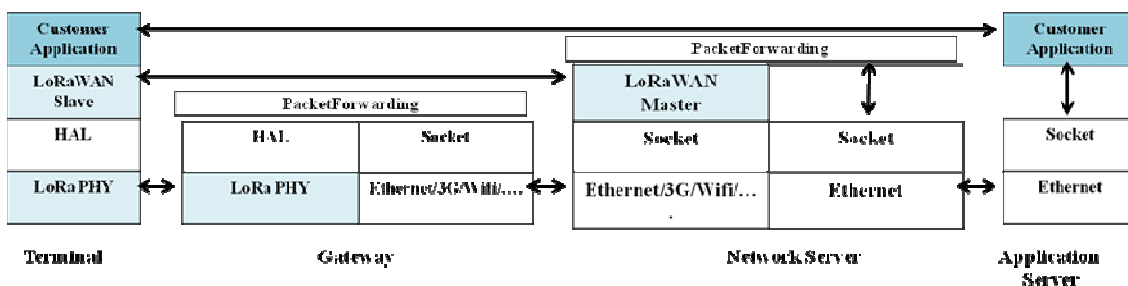 Customer
Application
Customer
Application
PacketForwarding
LoRaWAN
Slave
LoRaWAN
Master
PacketForwarding
HAL
HAL
Socket
Socket
Socket
Socket
LoRa PHY
LoRa PHY
Ethernet/3G/Wifi/....
Ethernet/3G/Wifi/...
.
Ethernet
Ethernet
Terminal
Gateway
Network Server
Application
Server